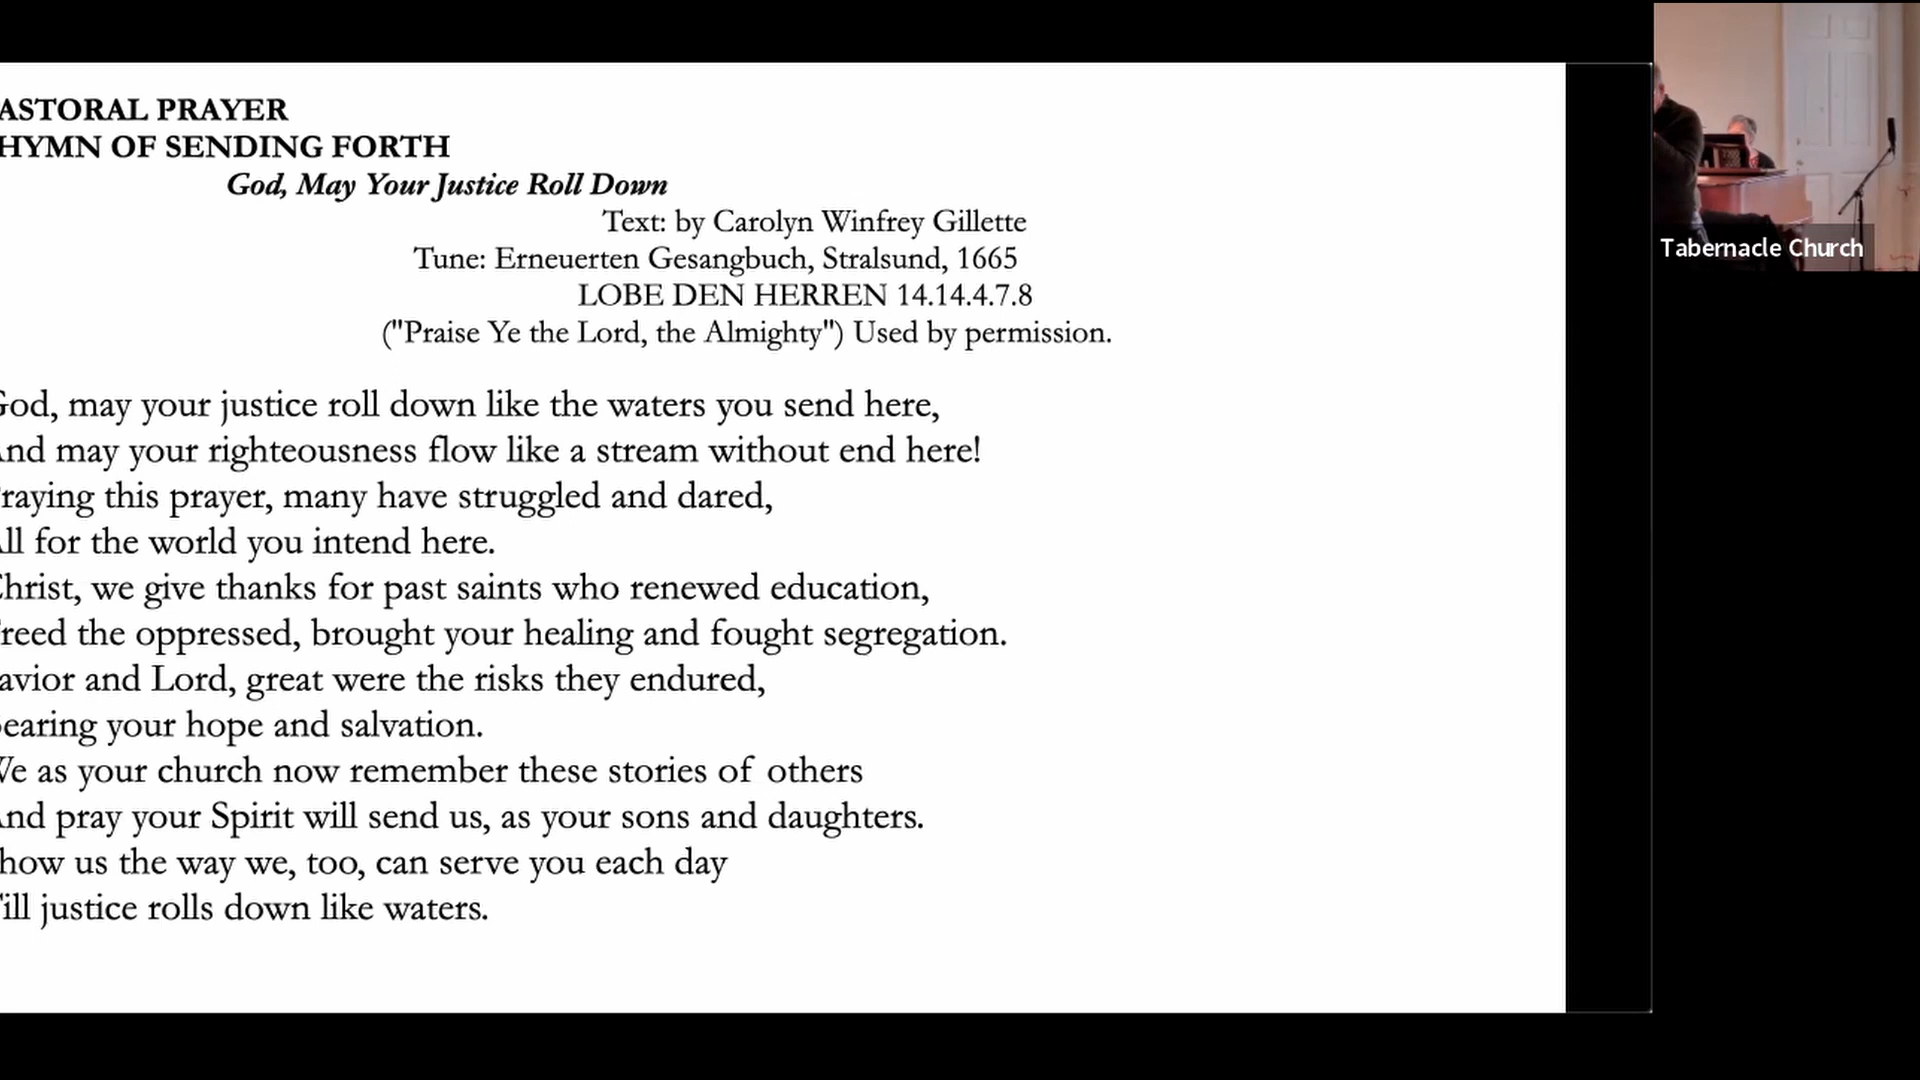 ASTORAL PRAYER
HYMN OF SENDING FORTH
God, May Your Justice Roll Down
Text: by Carolyn Winfrey Gillette
Tune: Erneuerten Gesangbuch, Stralsund, 1665
LOBE DEN HERREN 14.14.4.7.8
("Praise Ye the Lord, the Almighty") Used by permission.
God, may your justice roll down like the waters you send here,
And may your righteousness flow like a stream without end here!
raying this prayer, many have struggled and dared,
All for the world you intend here.
Christ, we give thanks for past saints who renewed education,
reed the oppressed, brought your healing and fought segregation.
avior and Lord, great were the risks they endured,
Bearing your hope and salvation.
We as your church now remember these stories of others
And pray your Spirit will send us, as your sons and daughters.
how us the way we, too, can serve you each day
Till justice rolls down like waters.
Tabernacle Church